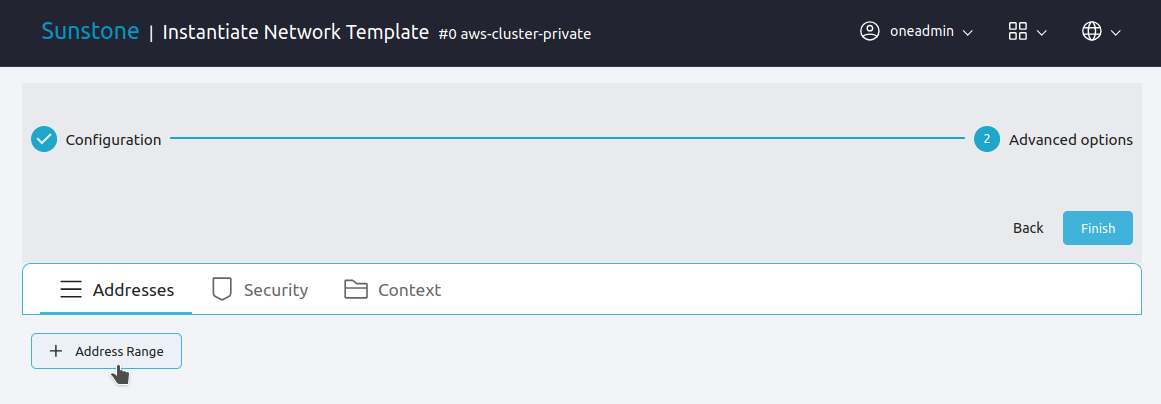 Sunstone | Instantiate Network Template #0 aws-cluster-private oneadmin
Configuration 2 Advanced options
Back Finish
Addresses Security Context
+ Address Range